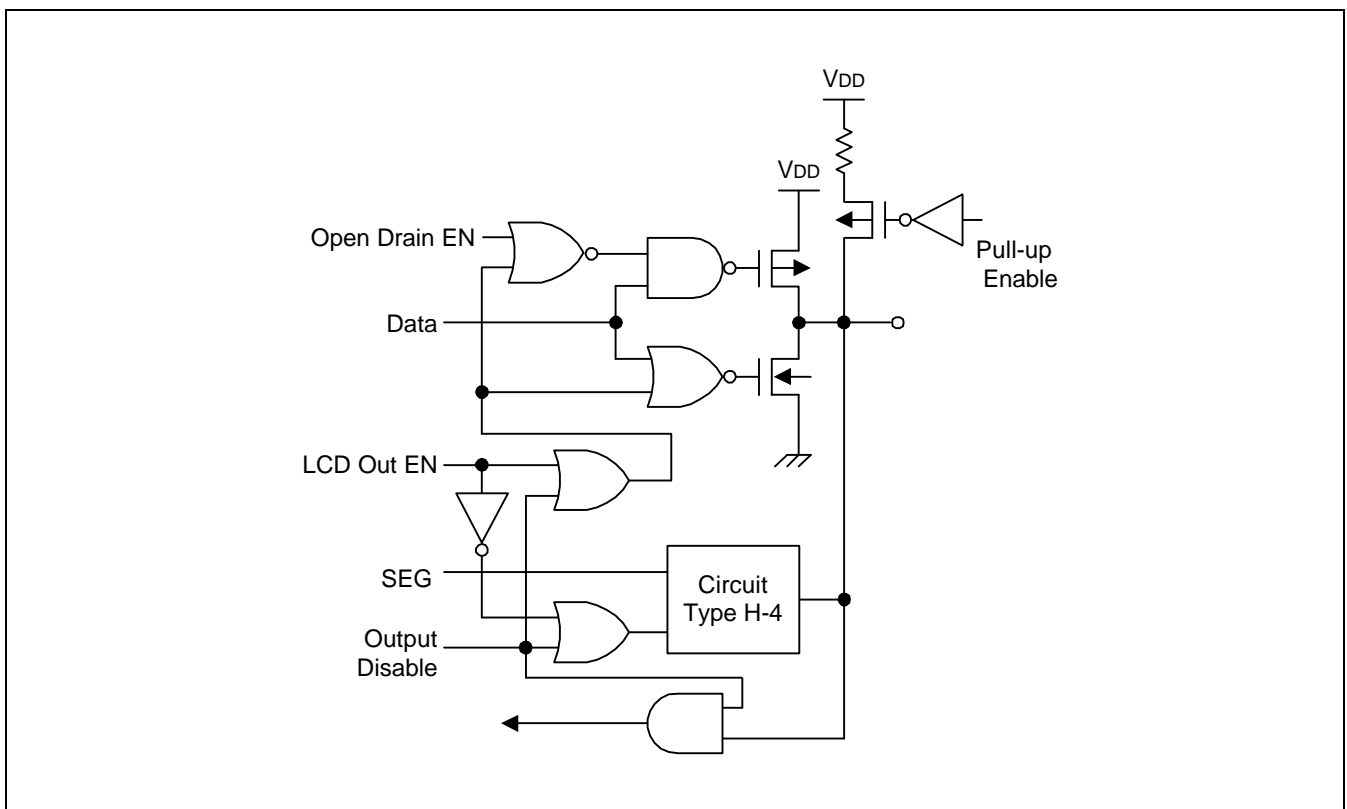 VDD
VDD
Open Drain EN
Pull-up
Enable
Data
LCD Out EN
SEG
Circuit
Type H-4
Output
Disable